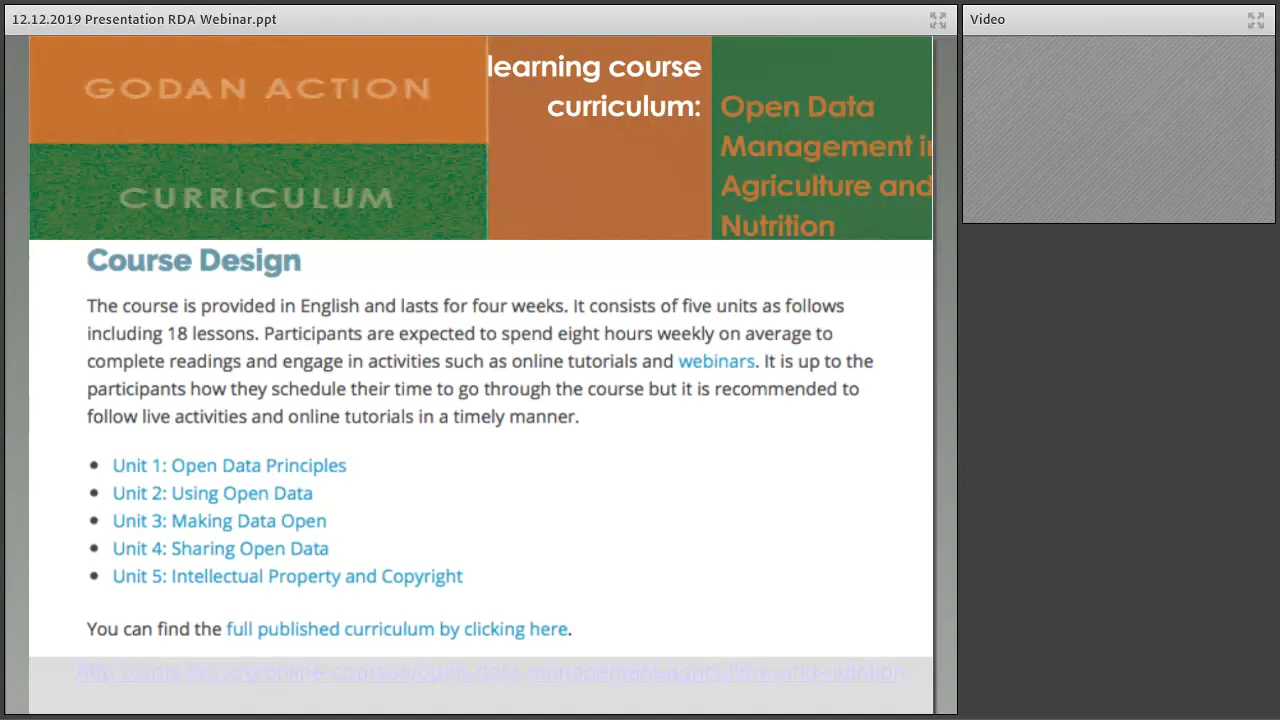 12.12.2019 Presentation RDA Webinar.ppt
Video
GODAN ACTION
CURRICULUM
learning course
curriculum:
Open Data
Management in
Agriculture and
Nutrition
Course Design
The course is provided in English and lasts for four weeks. It consists of five units as follows
including 18 lessons. Participants are expected to spend eight hours weekly on average to
complete readings and engage in activities such as online tutorials and webinars. It is up to the
participants how they schedule their time to go through the course but it is recommended to
follow live activities and online tutorials in a timely manner.
• Unit 1: Open Data Principles
• Unit 2: Using Open Data
• Unit 3: Making Data Open
• Unit 4: Sharing Open Data
• Unit 5: Intellectual Property and Copyright
You can find the full published curriculum by clicking here.